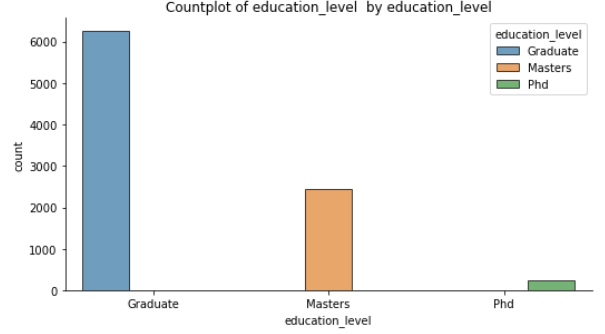 Countplot of education_level  by education_level
education_level
Graduate
Masters
Phd
6000
5000
4000
3000
2000
1000
0
count
Graduate Masters Phd
education_level